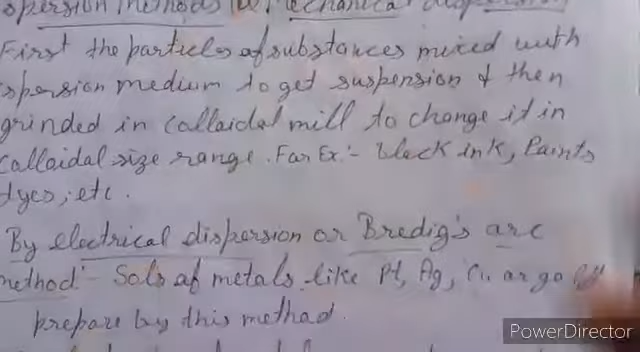 First the particles of substances mixed with
spersion medium to get suspension & then
grinded in Colloidal mill to change it in
Colloidal size range. For Ex:- black ink, Paints
dyes, etc.
By electrical dispersion or Bredig's arc
method:- Sols of metals like Pt, Ag, Cu or
prepare by this method.
PowerDirector